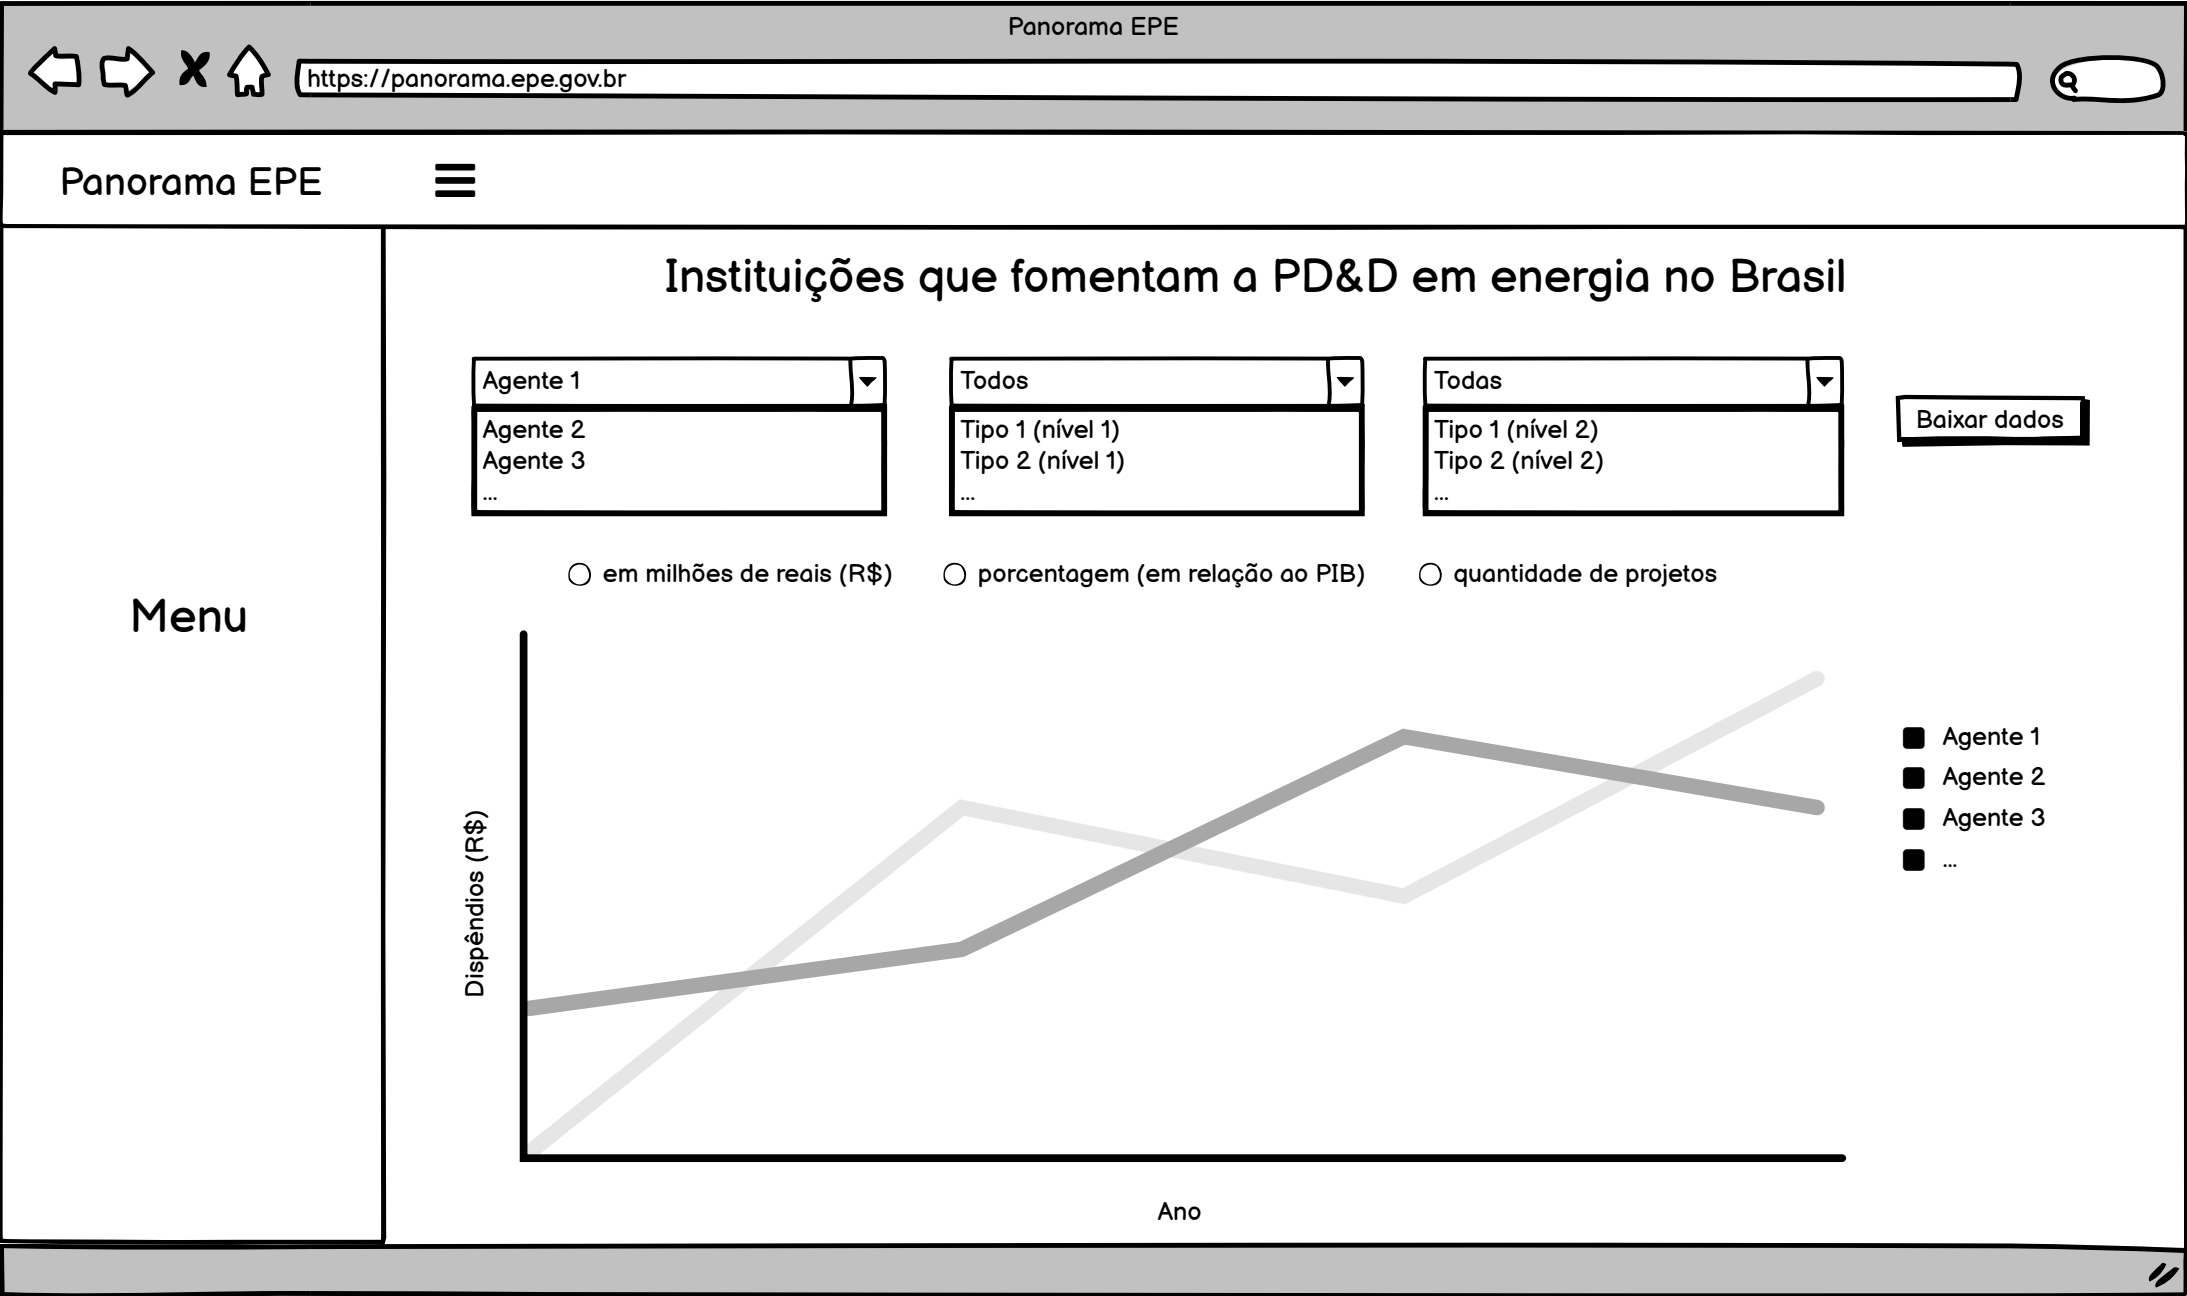 Panorama EPE
https://panorama.epe.gov.br
Panorama EPE
Menu
Instituições que fomentam a PD&D em energia no Brasil
Agente 1
Agente 2
Agente 3
...
Todos
Tipo 1 (nível 1)
Tipo 2 (nível 1)
...
Todas
Tipo 1 (nível 2)
Tipo 2 (nível 2)
...
Baixar dados
em milhões de reais (R$)
porcentagem (em relação ao PIB)
quantidade de projetos
Dispêndios (R$)
Ano
Agente 1
Agente 2
Agente 3
...